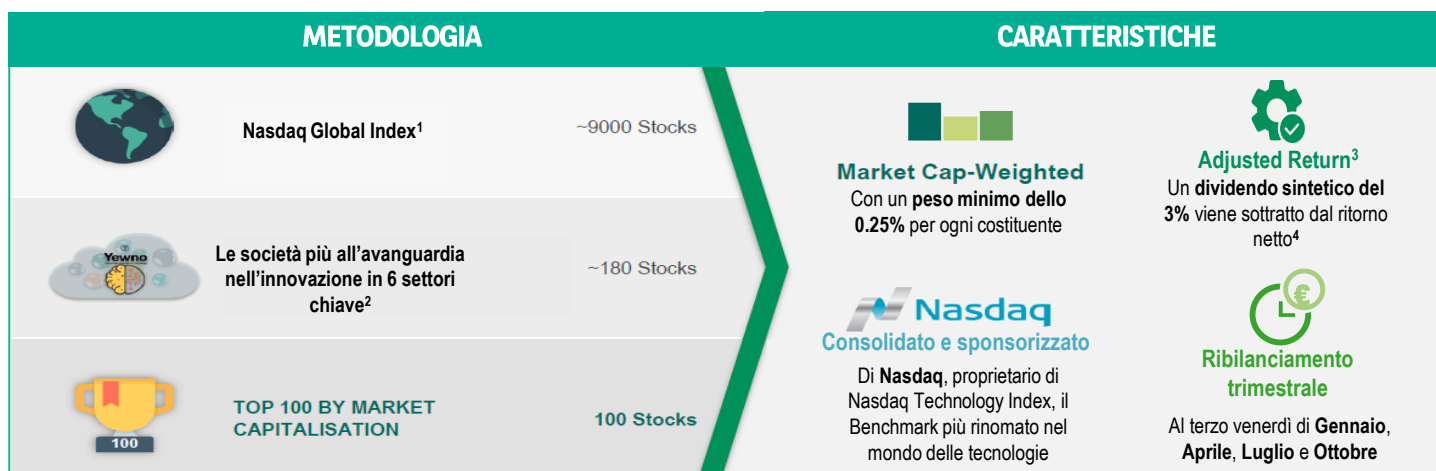 METODOLOGIA
Nasdaq Global Index¹
~9000 Stocks
Yewno
Le società più all'avanguardia
nell'innovazione in 6 settori
chiave²
~180 Stocks
100
TOP 100 BY MARKET
CAPITALISATION
100 Stocks
CARATTERISTICHE
Market Cap-Weighted
Con un peso minimo dello
0.25% per ogni costituente
Adjusted Return³
Un dividendo sintetico del
3% viene sottratto dal ritorno
netto⁴
Nasdaq
Consolidato e sponsorizzato
Di Nasdaq, proprietario di
Nasdaq Technology Index, il
Benchmark più rinomato nel
mondo delle tecnologie
€
Ribilanciamento
trimestrale
Al terzo venerdì di Gennaio,
Aprile, Luglio e Ottobre